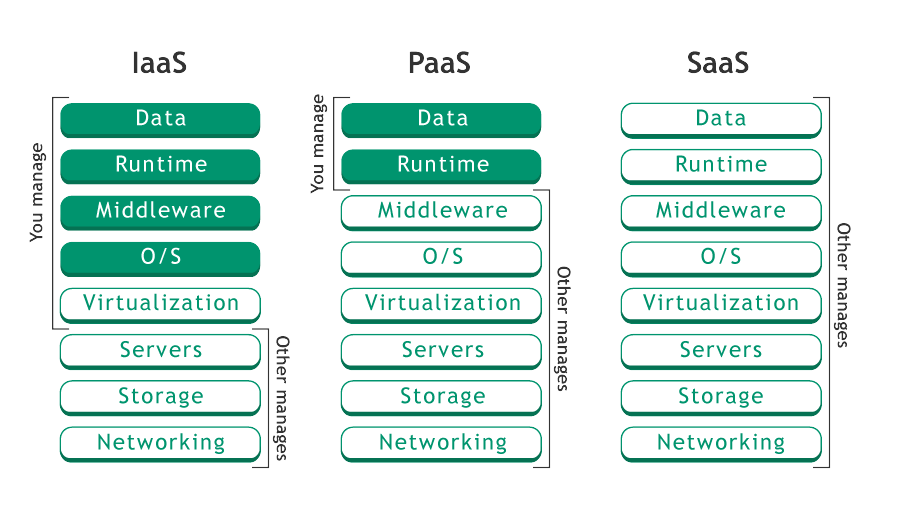 IaaS
You manage
Data
Runtime
Middleware
O/S
Virtualization
Servers
Storage
Networking
Other manages
PaaS
You manage
Data
Runtime
Middleware
O/S
Virtualization
Servers
Storage
Networking
Other manages
SaaS
Data
Runtime
Middleware
O/S
Virtualization
Servers
Storage
Networking
Other manages